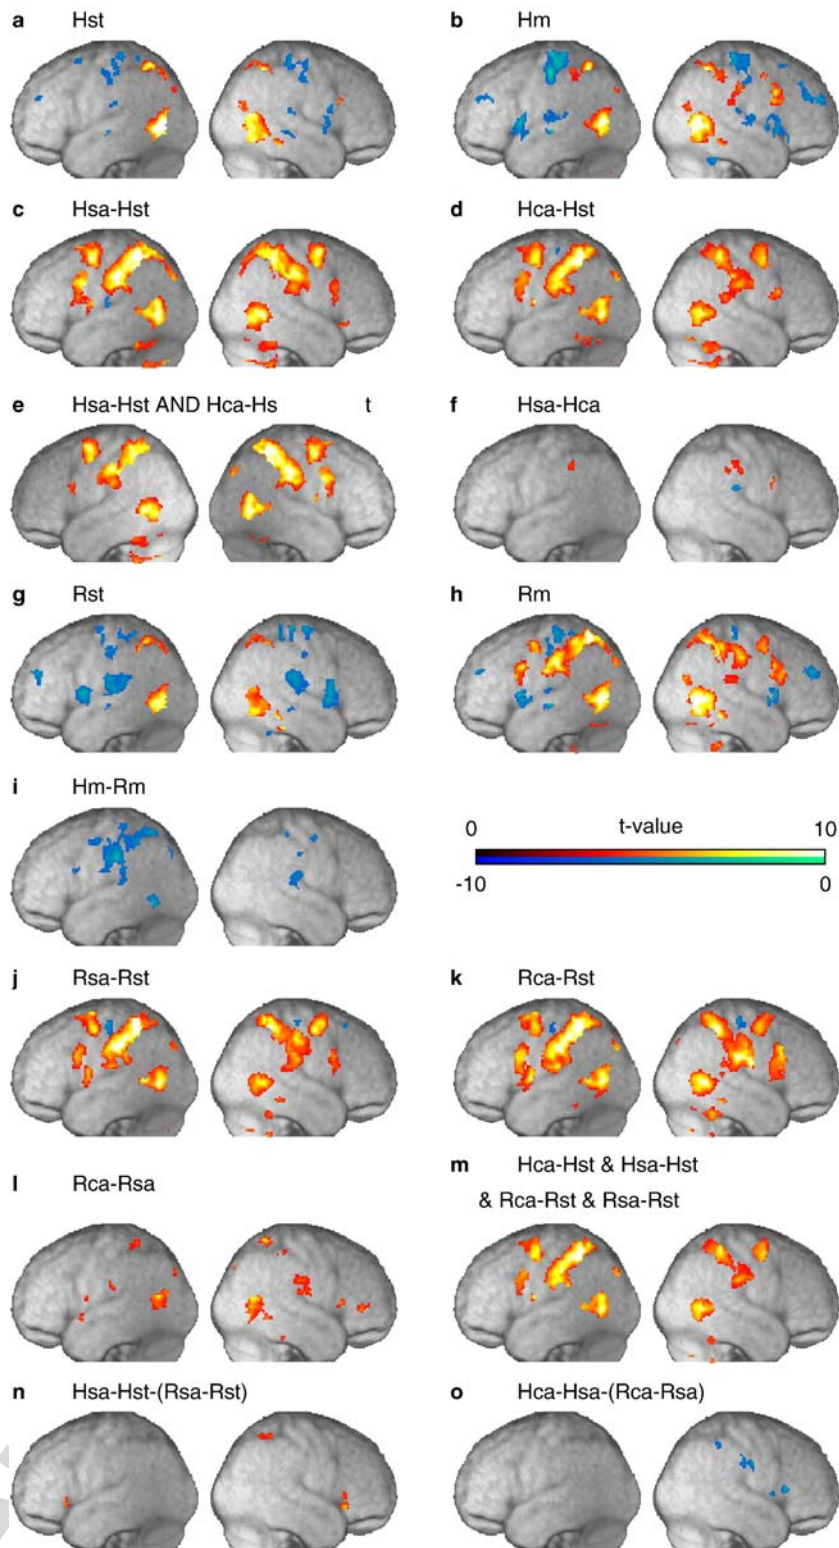 a Hst b Hm
c Hsa-Hst d Hca-Hst
e Hsa-Hst AND Hca-Hs t f Hsa-Hca
g Rst h Rm
i Hm-Rm
0 t-value 10
-10 0
j Rsa-Rst k Rca-Rst
m Hca-Hst & Hsa-Hst
l Rca-Rsa & Rca-Rst & Rsa-Rst
n Hsa-Hst-(Rsa-Rst) o Hca-Hsa-(Rca-Rsa)